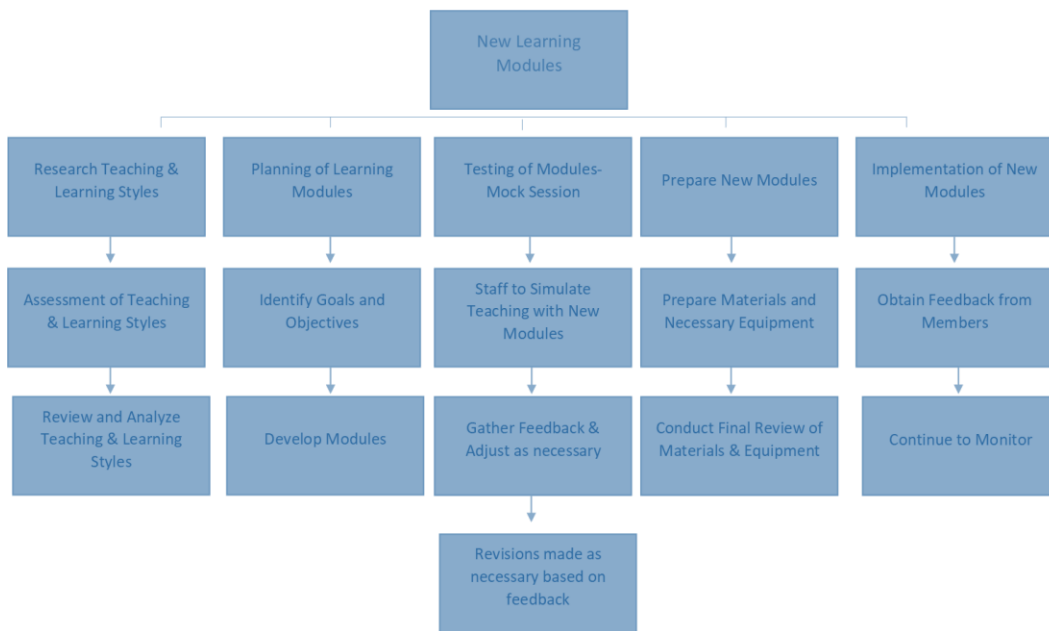 New Learning
Modules
Research Teaching &
Learning Styles
Planning of Learning
Modules
Testing of Modules-
Mock Session
Prepare New Modules
Implementation of New
Modules
Assessment of Teaching
& Learning Styles
Identify Goals and
Objectives
Staff to Simulate
Teaching with New
Modules
Prepare Materials and
Necessary Equipment
Obtain Feedback from
Members
Review and Analyze
Teaching & Learning
Styles
Develop Modules
Gather Feedback &
Adjust as necessary
Conduct Final Review of
Materials & Equipment
Continue to Monitor
Revisions made as
necessary based on
feedback